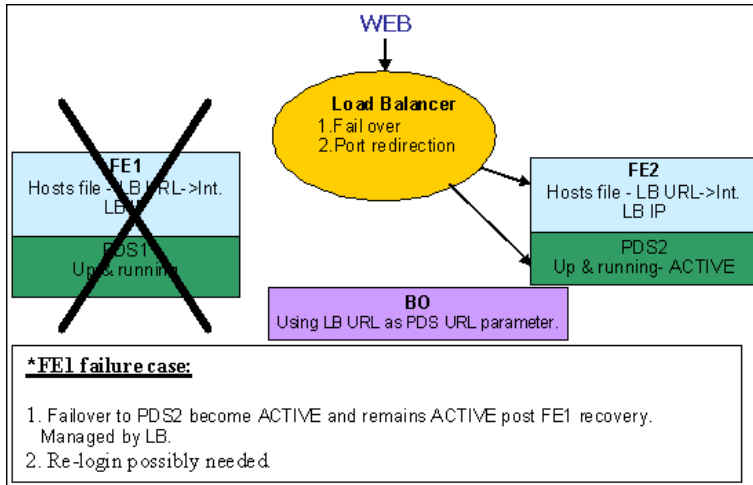 WEB
Load Balancer
1.Fail over
2.Port redirection
FE1
Hosts file - LB URL->Int.
LB
PDS1
Up & running
FE2
Hosts file - LB URL->Int.
LB IP
PDS2
Up & running- ACTIVE
BO
Using LB URL as PDS URL parameter.
*FE1 failure case:
1. Failover to PDS2 become ACTIVE and remains ACTIVE post FE1 recovery.
Managed by LB.
2. Re-login possibly needed.